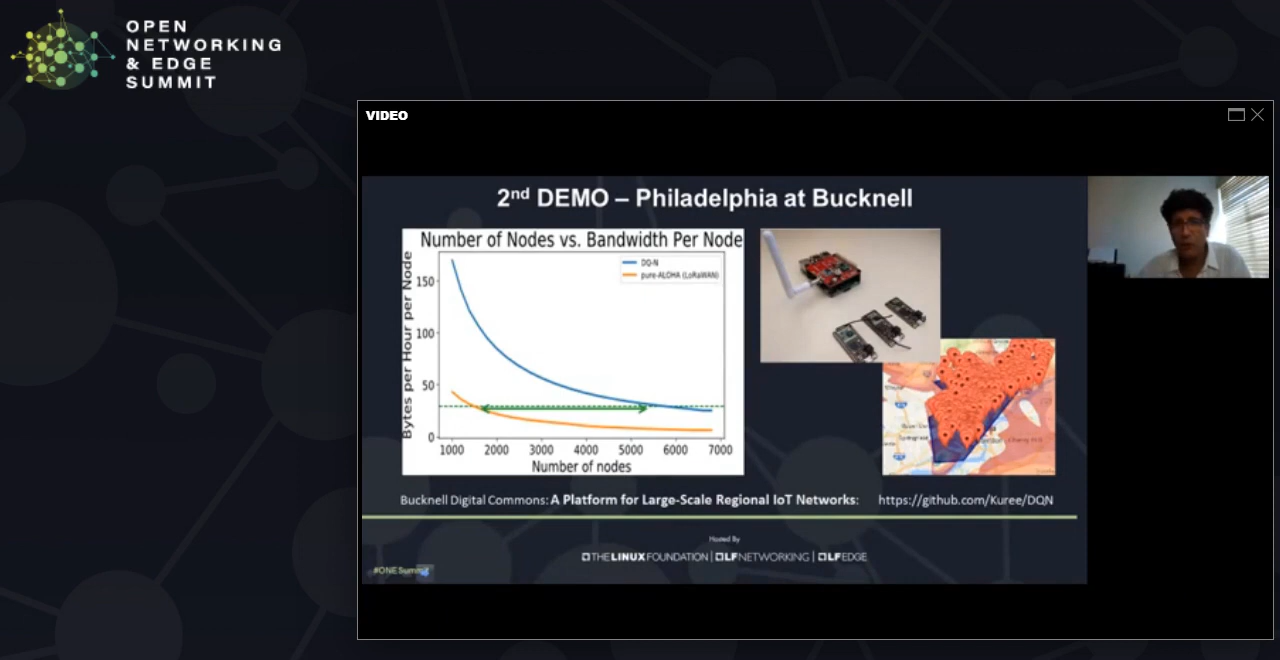 OPEN
NETWORKING
& EDGE
SUMMIT
VIDEO
2nd DEMO – Philadelphia at Bucknell
Number of Nodes vs. Bandwidth Per Node
DQ-N
pure-ALOHA (LoRaWAN)
Bytes per Hour per Node
150
100
50
0
1000 2000 3000 4000 5000 6000 7000
Number of nodes
Bucknell Digital Commons: A Platform for Large-Scale Regional IoT Networks: https://github.com/Kuree/DQN
Hosted By
THE LINUX FOUNDATION | LF NETWORKING | LF EDGE
#ONESummit